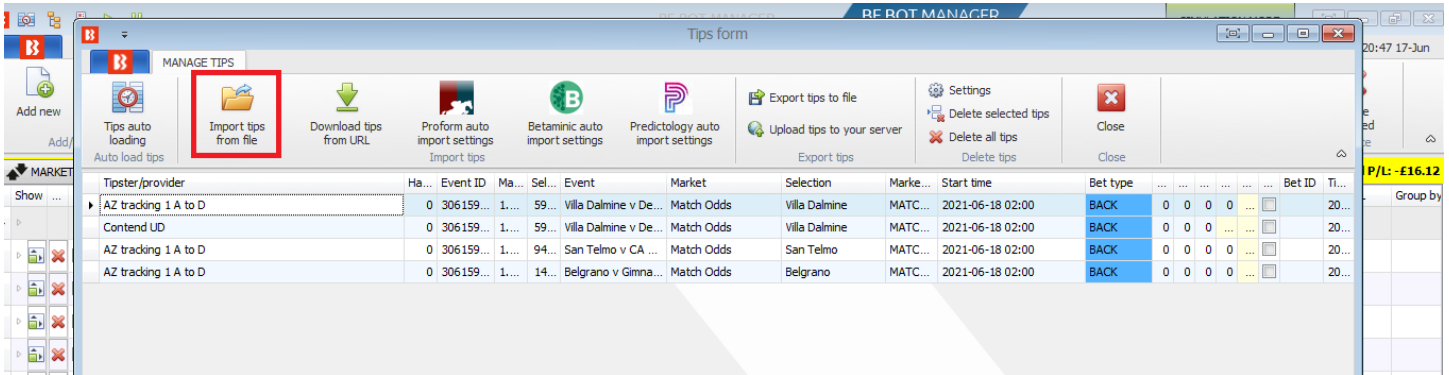 BF BOT MANAGER
Tips form
20:47 17-Jun
MANAGE TIPS
Add new
Tips auto loading
Import tips from file
Download tips from URL
Proform auto import settings
Betaminic auto import settings
Predictology auto import settings
Export tips to file
Upload tips to your server
Settings
Delete selected tips
Delete all tips
Close
Auto load tips
Import tips
Export tips
Delete tips
Close
MARKET
P/L: -£16.12
Show ...
Group by
Tipster/provider Ha... Event ID Ma... Sel... Event Market Selection Marke... Start time Bet type ... ... ... ... ... ... Bet ID Ti...
AZ tracking 1 A to D 0 306159... 1.... 59... Villa Dalmine v De... Match Odds Villa Dalmine MATC... 2021-06-18 02:00 BACK 0 0 0 0 ... 20...
Contend UD 0 306159... 1.... 59... Villa Dalmine v De... Match Odds Villa Dalmine MATC... 2021-06-18 02:00 BACK 0 0 ... ... ... 20...
AZ tracking 1 A to D 0 306159... 1.... 94... San Telmo v CA ... Match Odds San Telmo MATC... 2021-06-18 02:00 BACK 0 0 0 0 ... 20...
AZ tracking 1 A to D 0 306159... 1.... 14... Belgrano v Gimna... Match Odds Belgrano MATC... 2021-06-18 02:00 BACK 0 0 0 0 ... 20...